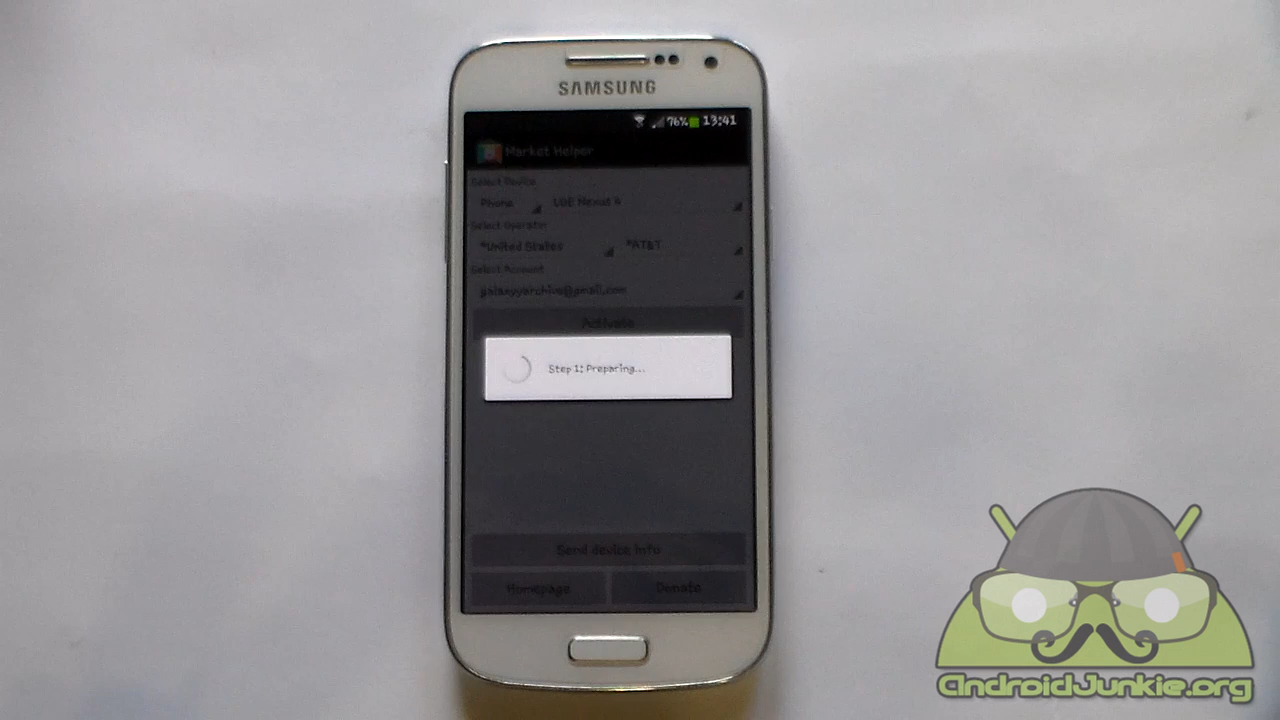 SAMSUNG
76% 13:41
Market Helper
Select Device
Phone LGE Nexus 4
Select Operator
*United States *AT&T
Select Account
galaxyyarchive@gmail.com
Activate
Step 1: Preparing...
Send device info
Homepage Donate
AndroidJunkie.org